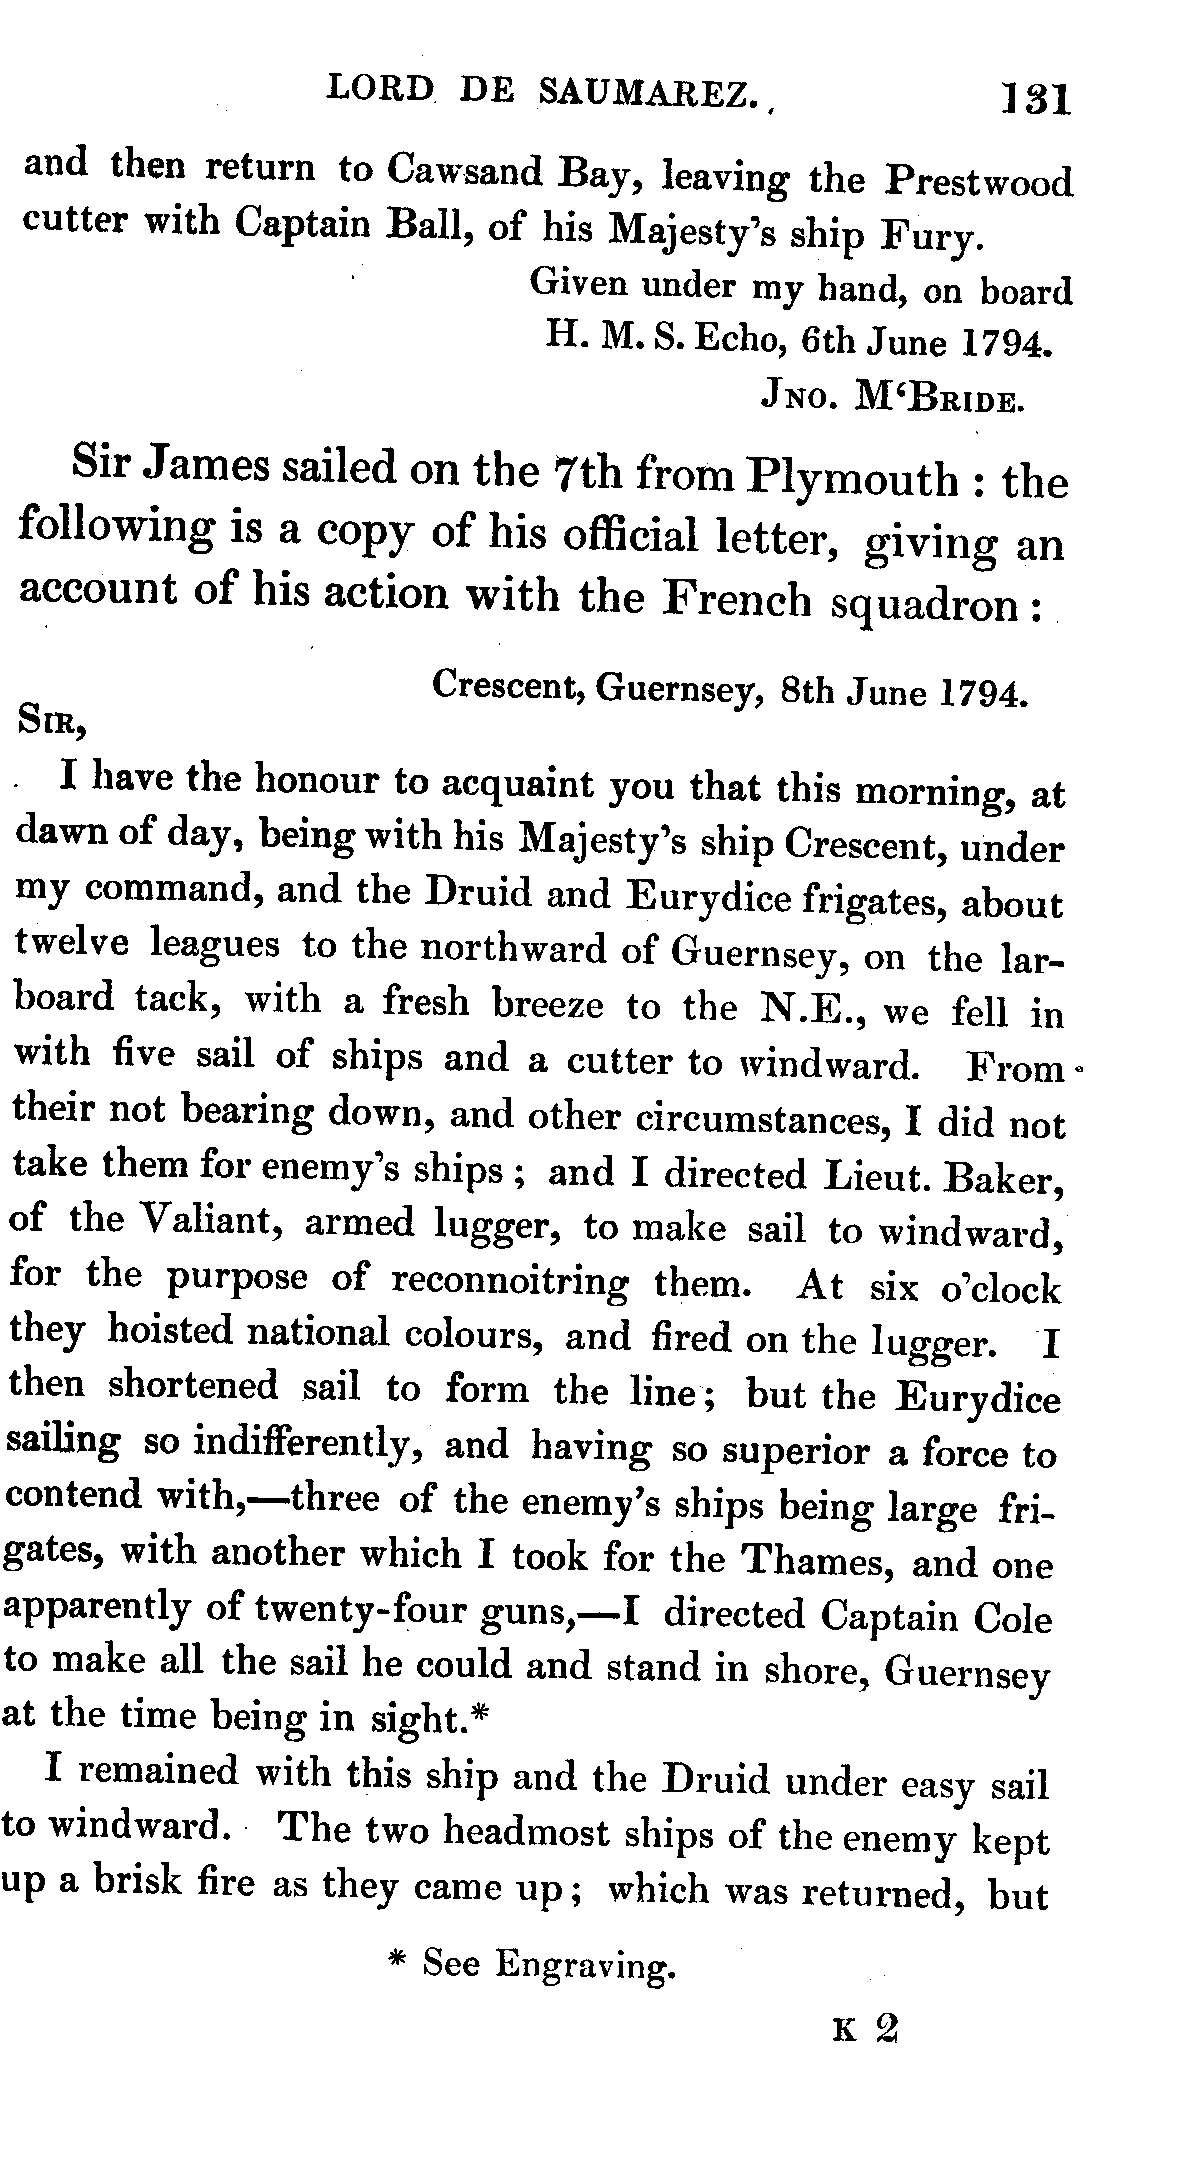 LORD DE SAUMAREZ. 131
and then return to Cawsand Bay, leaving the Prestwood
cutter with Captain Ball, of his Majesty's ship Fury.
Given under my hand, on board
H. M. S. Echo, 6th June 1794.
JNO. M‘BRIDE.
Sir James sailed on the 7th from Plymouth : the
following is a copy of his official letter, giving an
account of his action with the French squadron :
Crescent, Guernsey, 8th June 1794.
SIR,
I have the honour to acquaint you that this morning, at
dawn of day, being with his Majesty's ship Crescent, under
my command, and the Druid and Eurydice frigates, about
twelve leagues to the northward of Guernsey, on the lar-
board tack, with a fresh breeze to the N.E., we fell in
with five sail of ships and a cutter to windward. From
their not bearing down, and other circumstances, I did not
take them for enemy's ships ; and I directed Lieut. Baker,
of the Valiant, armed lugger, to make sail to windward,
for the purpose of reconnoitring them. At six o'clock
they hoisted national colours, and fired on the lugger. I
then shortened sail to form the line ; but the Eurydice
sailing so indifferently, and having so superior a force to
contend with,—three of the enemy's ships being large fri-
gates, with another which I took for the Thames, and one
apparently of twenty-four guns,—I directed Captain Cole
to make all the sail he could and stand in shore, Guernsey
at the time being in sight.*
I remained with this ship and the Druid under easy sail
to windward. The two headmost ships of the enemy kept
up a brisk fire as they came up ; which was returned, but
* See Engraving.
K 2